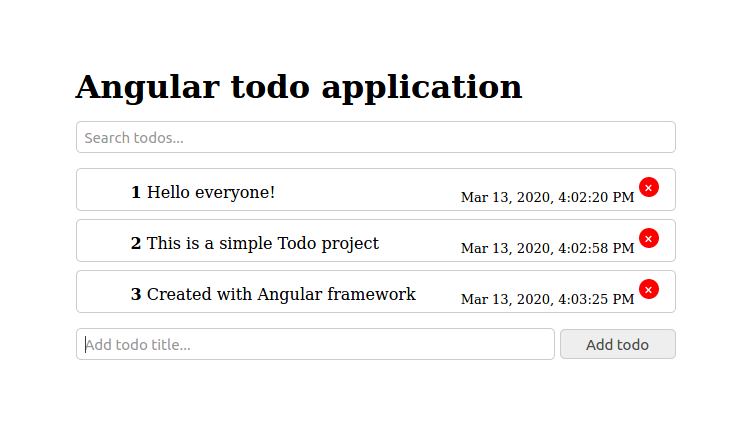 Angular todo application
Search todos...
1 Hello everyone! Mar 13, 2020, 4:02:20 PM ×
2 This is a simple Todo project Mar 13, 2020, 4:02:58 PM ×
3 Created with Angular framework Mar 13, 2020, 4:03:25 PM ×
Add todo title... Add todo